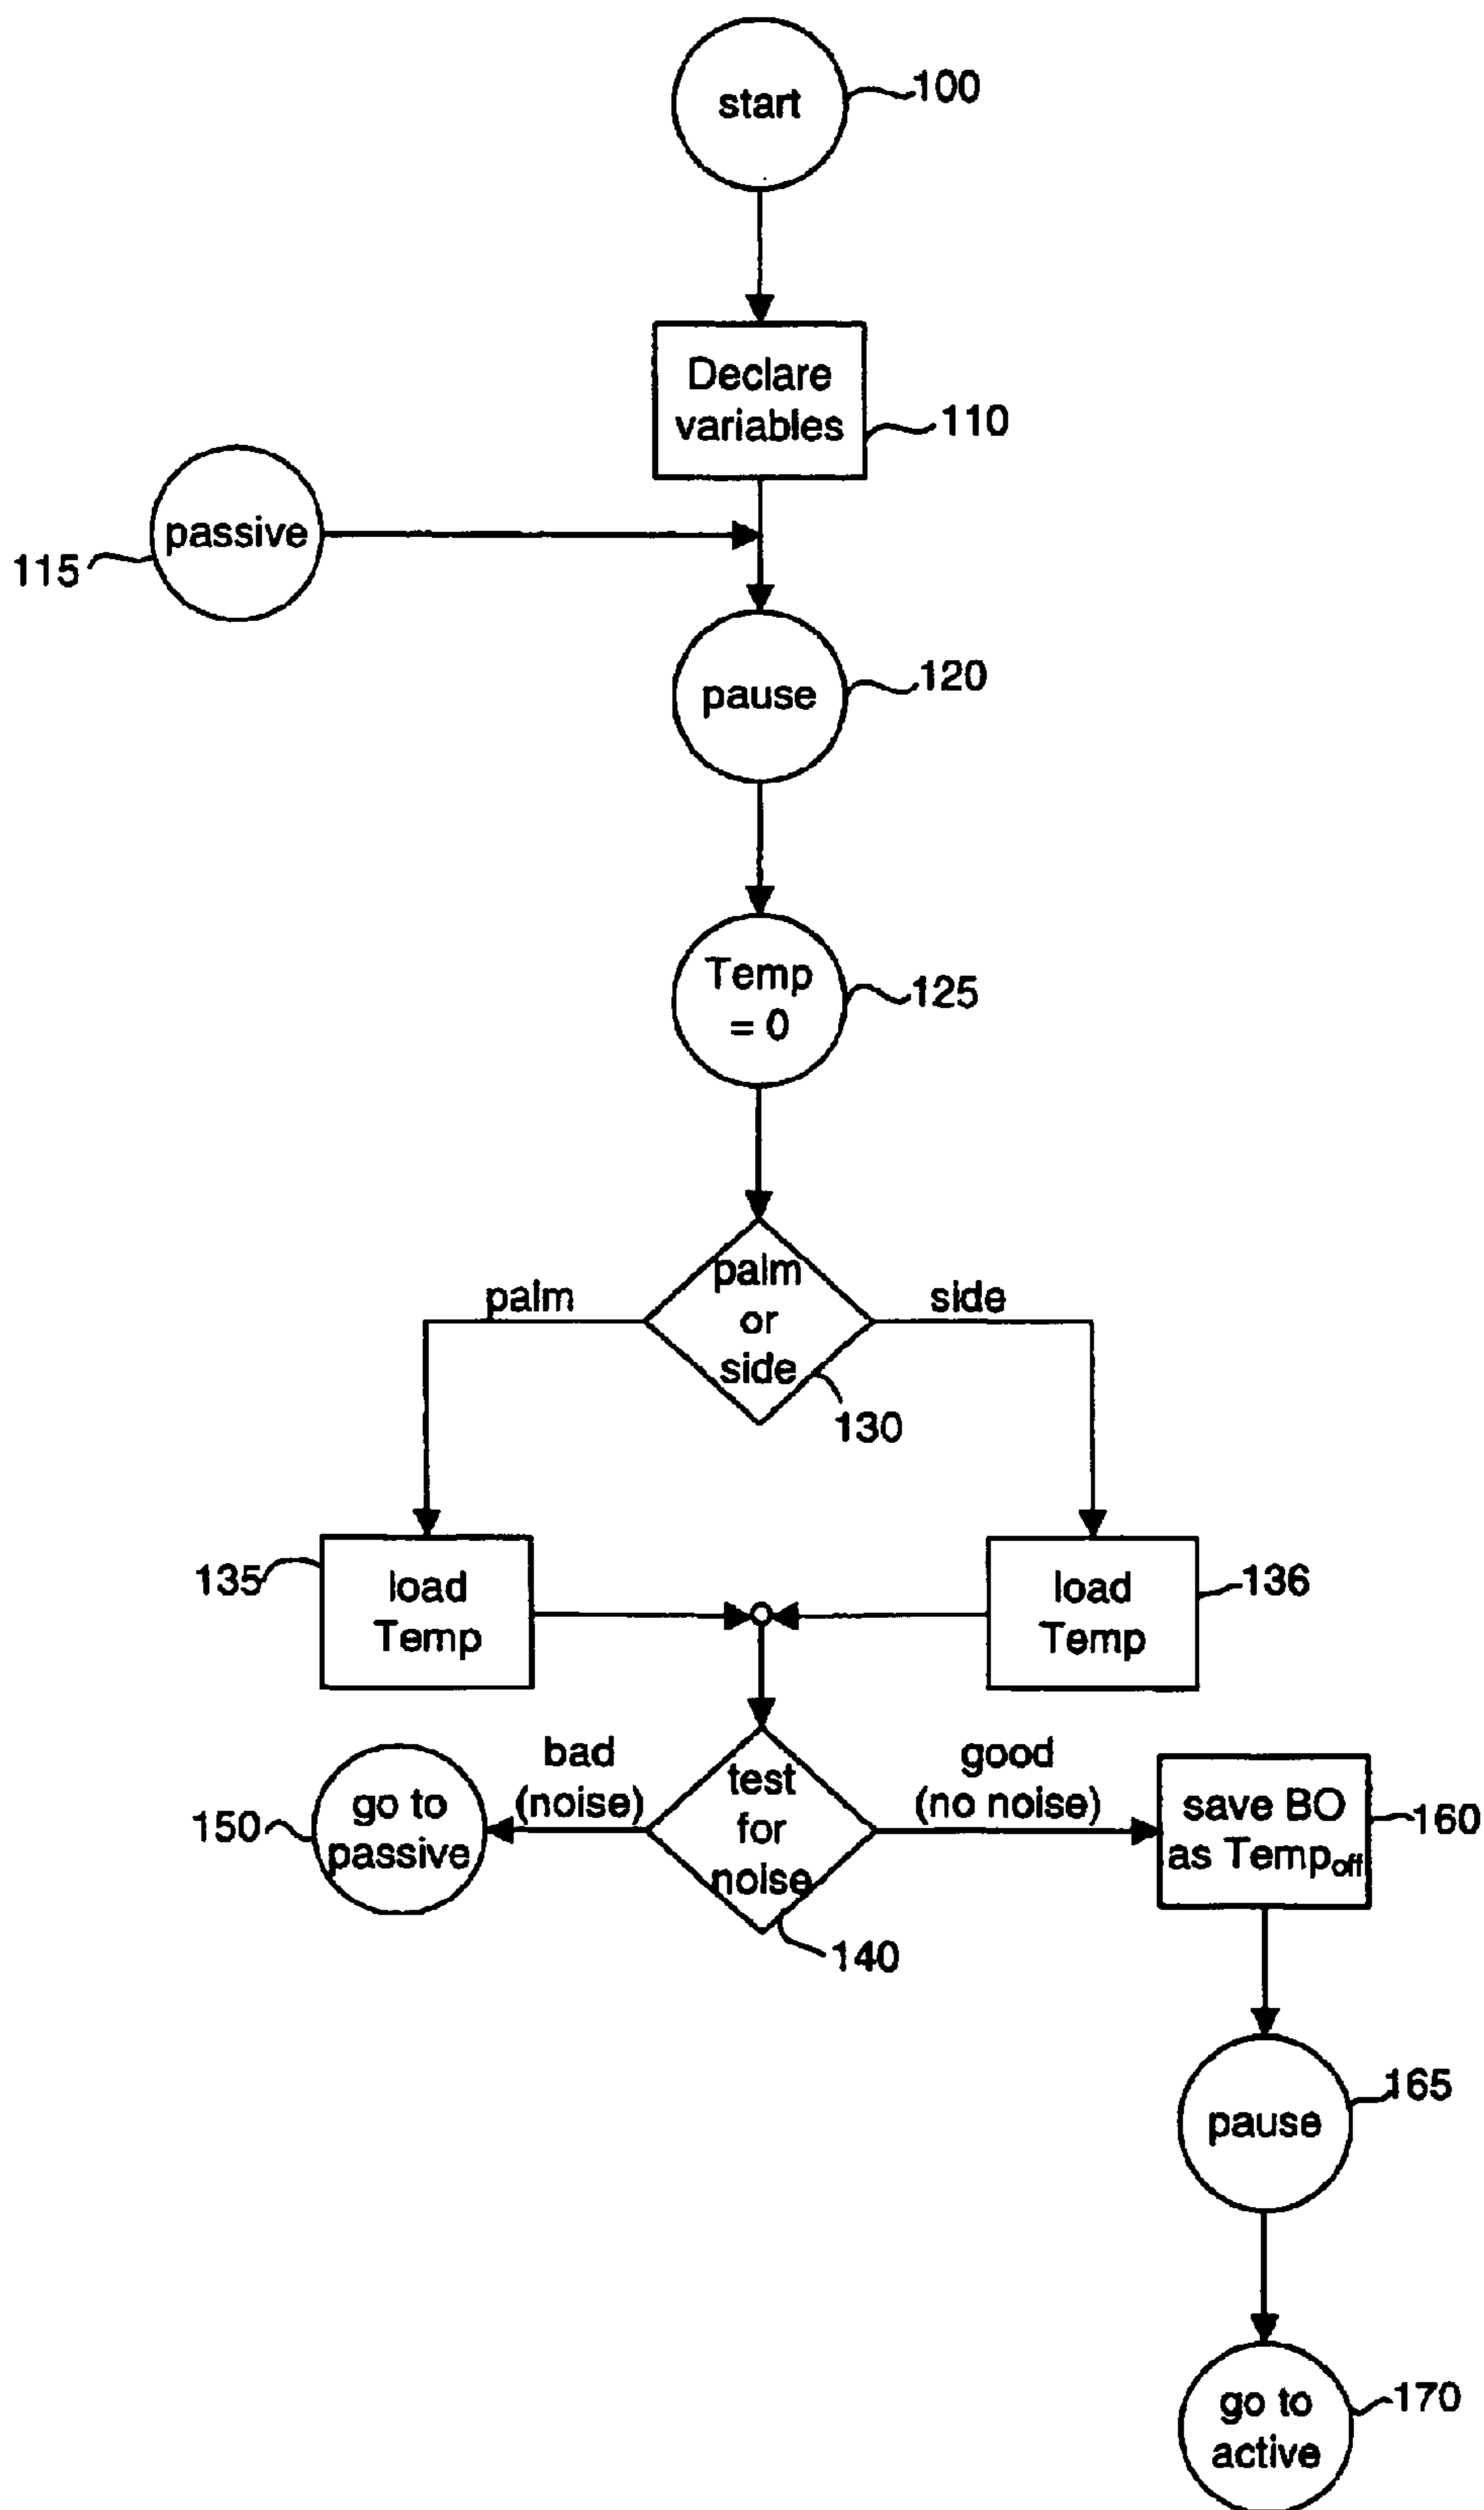 start
100
Declare
variables
110
passive
115
pause
120
Temp
= 0
125
palm
or
side
palm
side
130
135
load
Temp
load
Temp
136
bad
(noise)
test
for
noise
good
(no noise)
150
go to
passive
140
save BO
as Tempoff
160
pause
165
go to
active
170